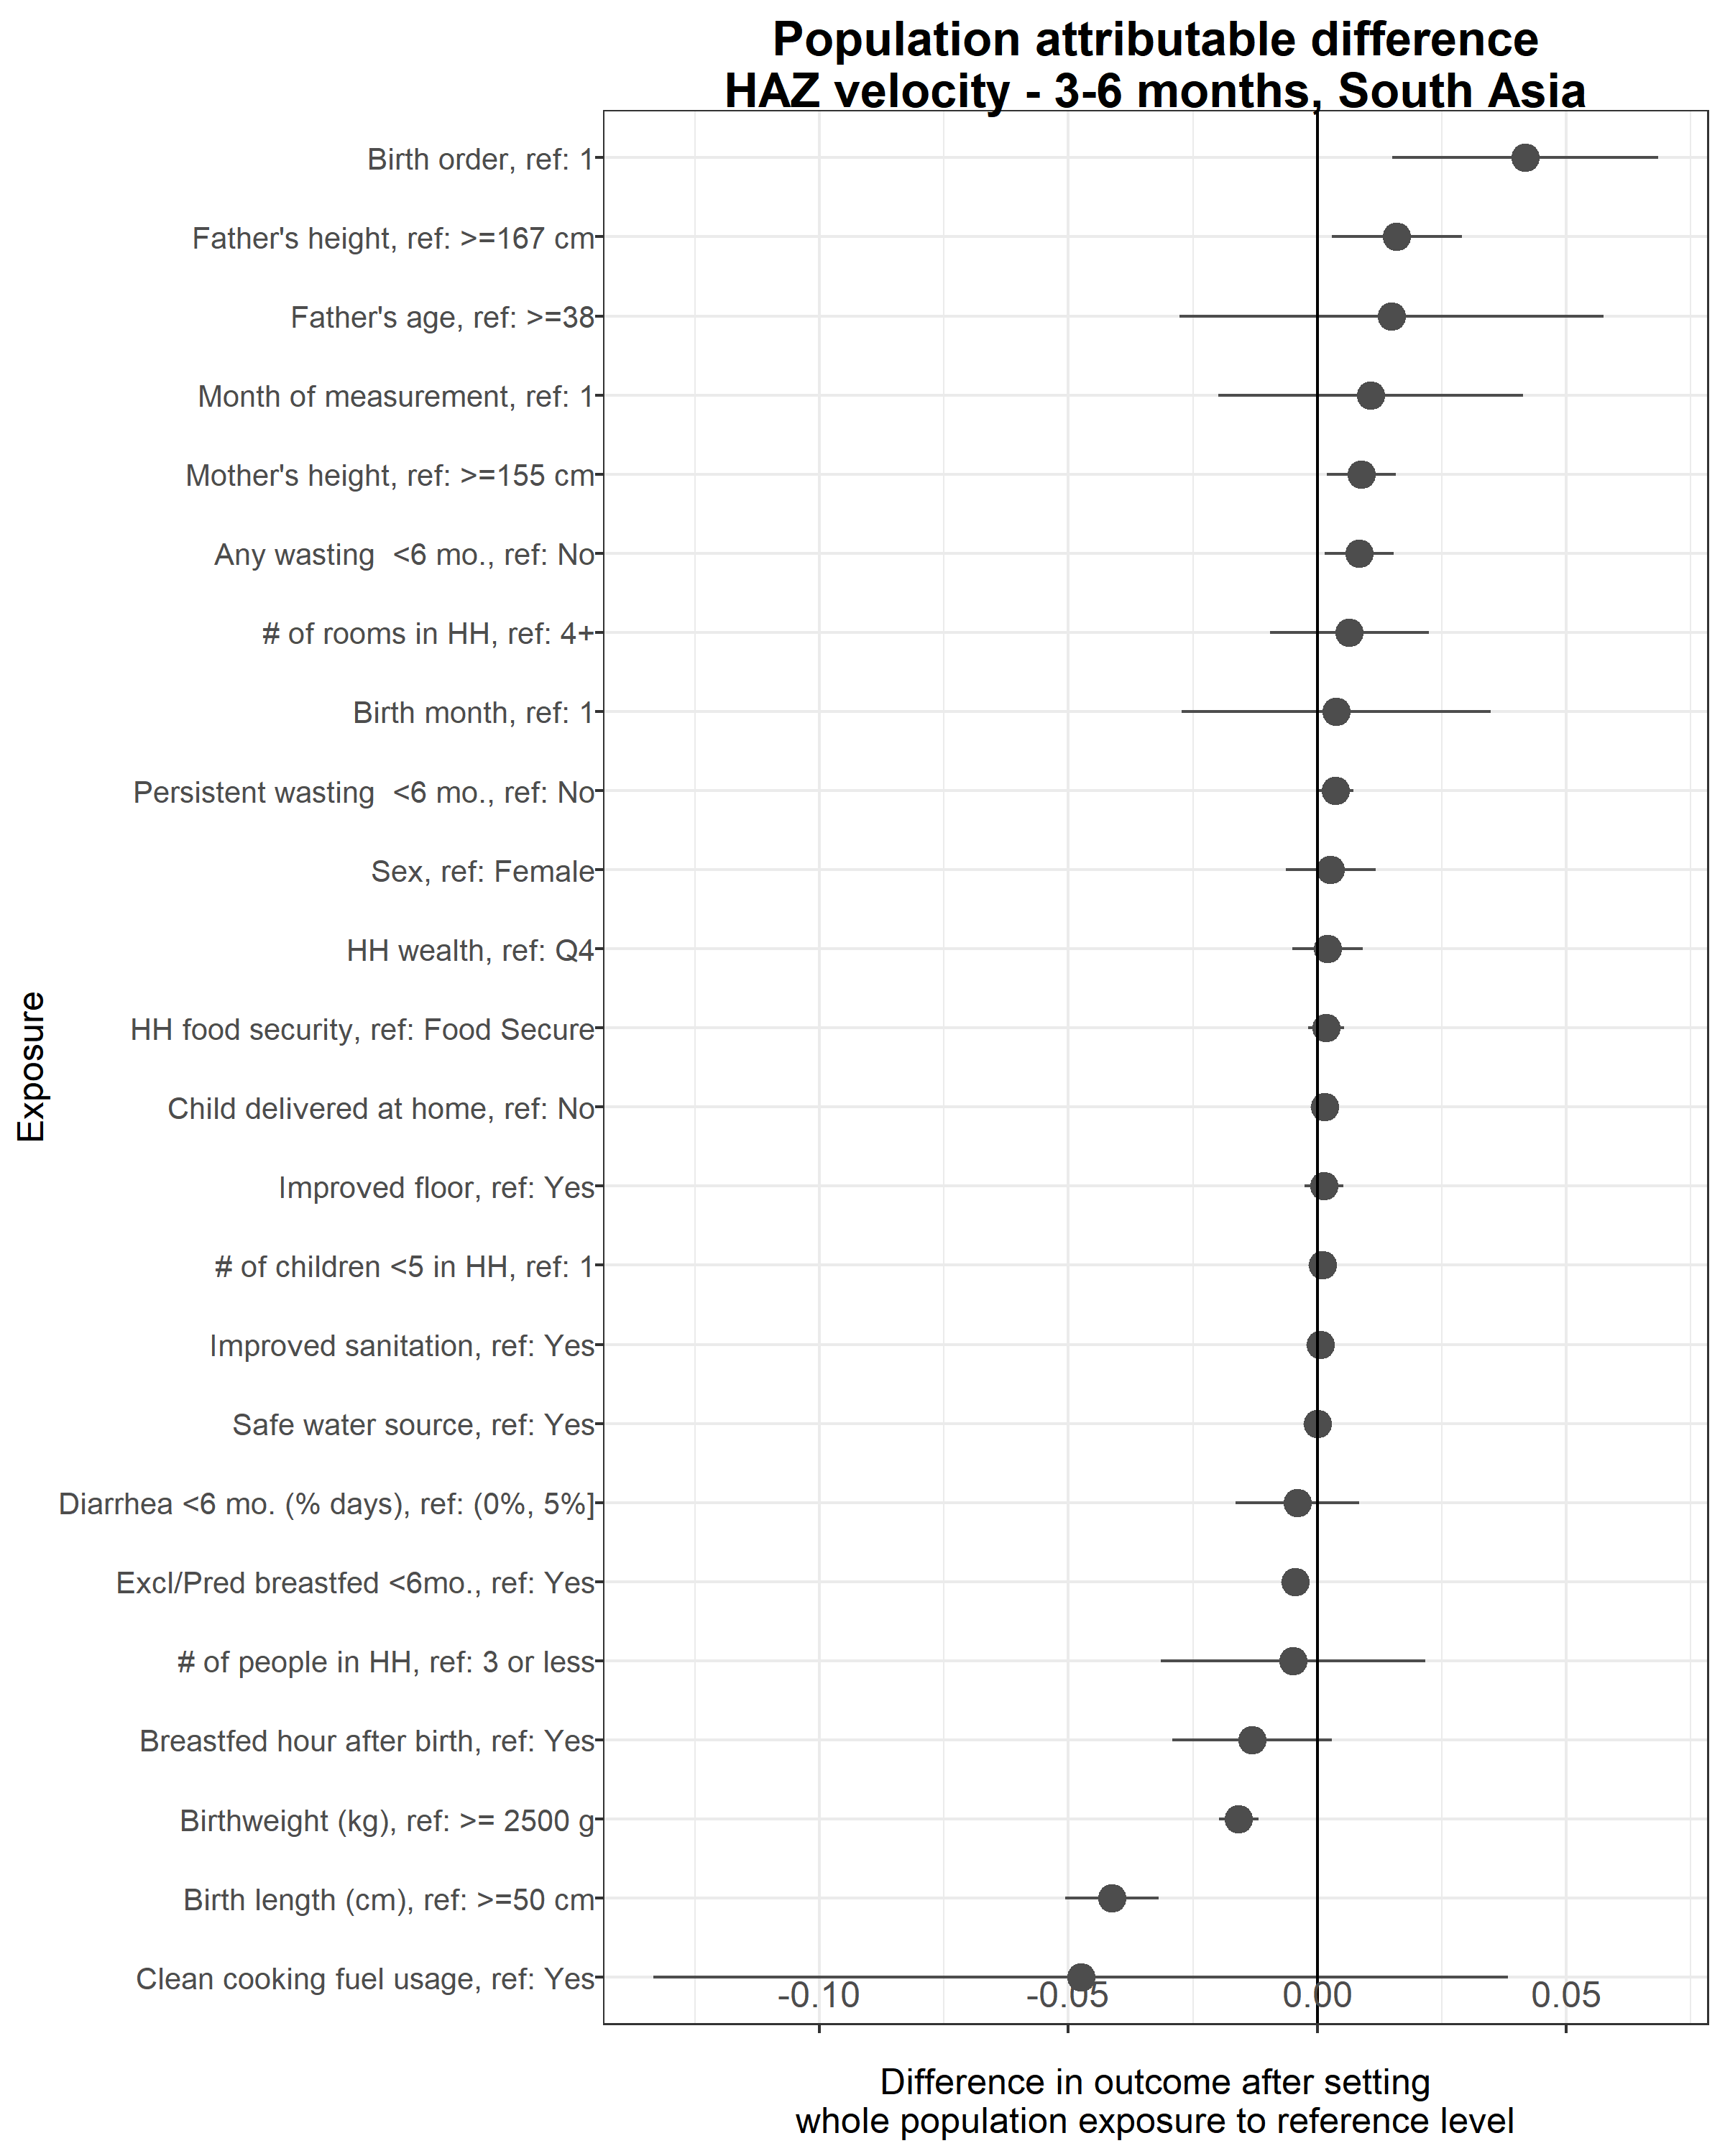 Population attributable difference
HAZ velocity - 3-6 months, South Asia
Birth order, ref: 1
Father's height, ref: >=167 cm
Father's age, ref: >=38
Month of measurement, ref: 1
Mother's height, ref: >=155 cm
Any wasting  <6 mo., ref: No
# of rooms in HH, ref: 4+
Birth month, ref: 1
Persistent wasting  <6 mo., ref: No
Sex, ref: Female
HH wealth, ref: Q4
HH food security, ref: Food Secure
Child delivered at home, ref: No
Improved floor, ref: Yes
# of children <5 in HH, ref: 1
Improved sanitation, ref: Yes
Safe water source, ref: Yes
Diarrhea <6 mo. (% days), ref: (0%, 5%]
Excl/Pred breastfed <6mo., ref: Yes
# of people in HH, ref: 3 or less
Breastfed hour after birth, ref: Yes
Birthweight (kg), ref: >= 2500 g
Birth length (cm), ref: >=50 cm
Clean cooking fuel usage, ref: Yes
Exposure
-0.10 -0.05 0.00 0.05
Difference in outcome after setting
whole population exposure to reference level